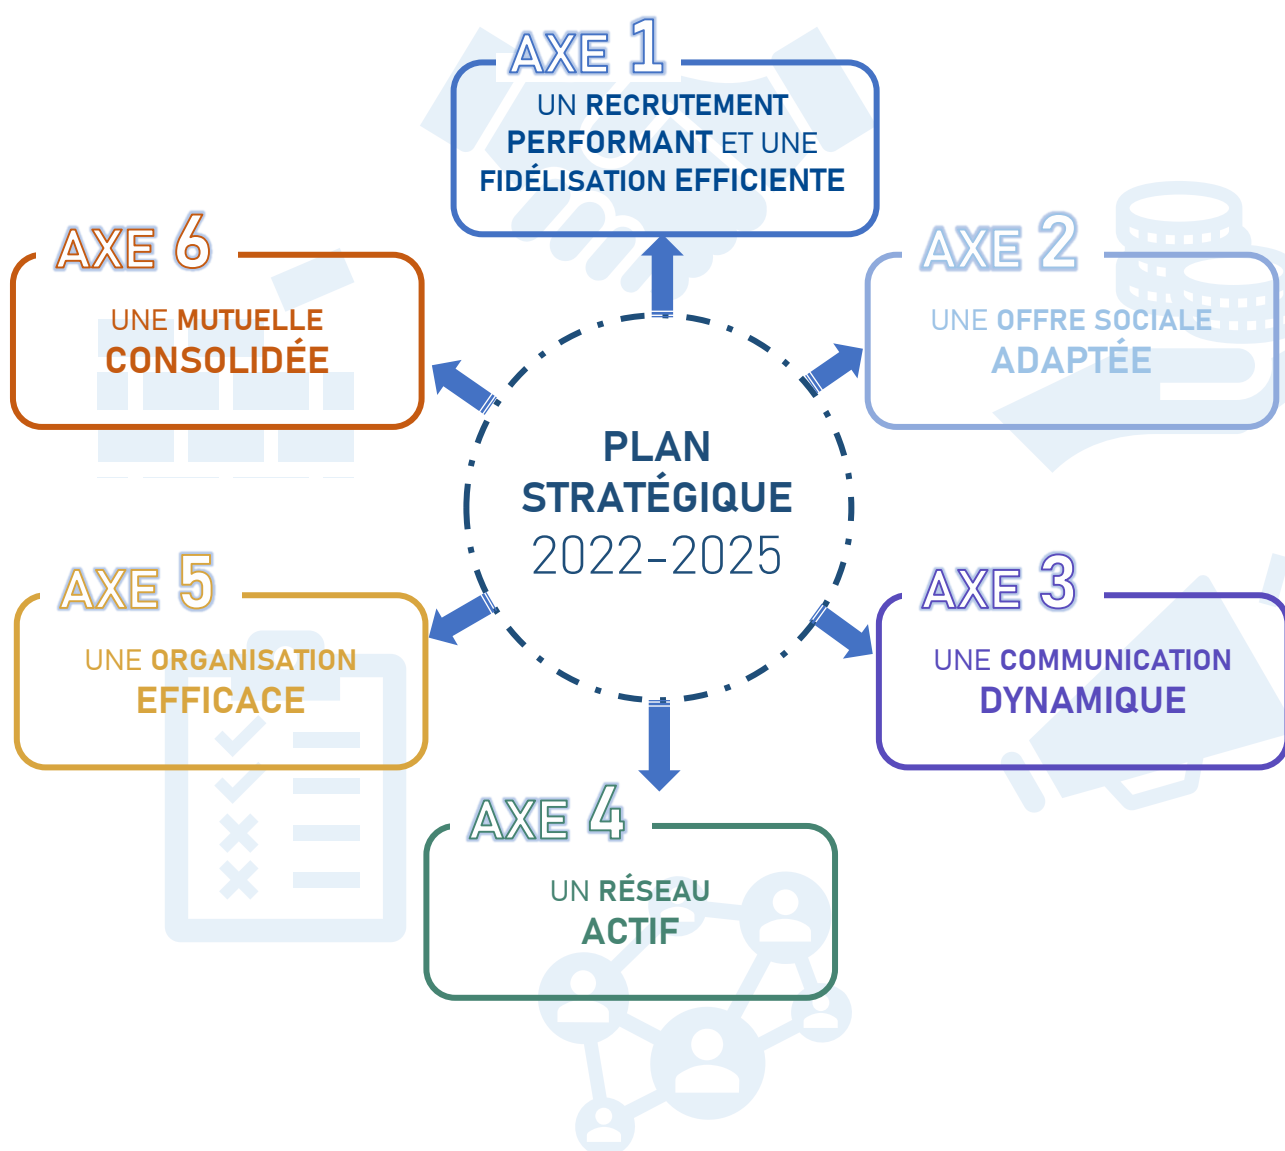 AXE 1
UN RECRUTEMENT
PERFORMANT ET UNE
FIDÉLISATION EFFICIENTE
AXE 2
UNE OFFRE SOCIALE
ADAPTÉE
AXE 3
UNE COMMUNICATION
DYNAMIQUE
AXE 4
UN RÉSEAU
ACTIF
AXE 5
UNE ORGANISATION
EFFICACE
AXE 6
UNE MUTUELLE
CONSOLIDÉE
PLAN
STRATÉGIQUE
2022-2025